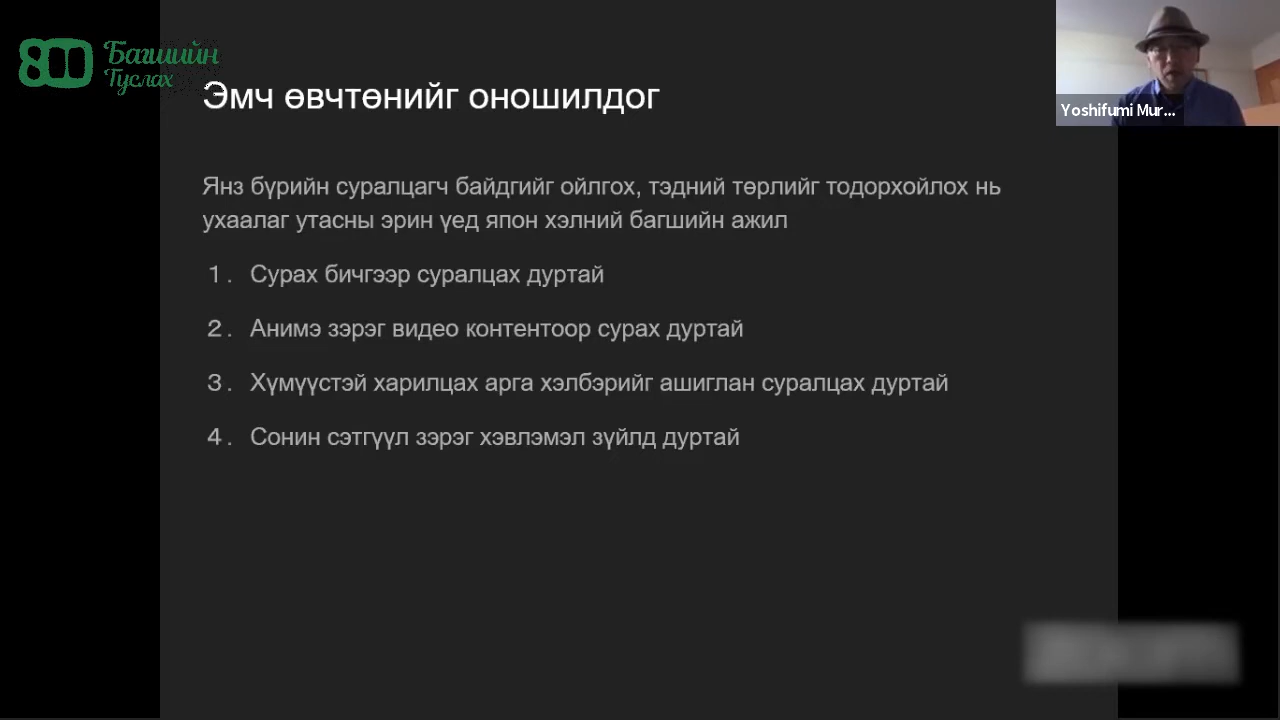 800 Багшийн
Туслах
Yoshifumi Mur...
Эмч өвчтөнийг оношилдог
Янз бүрийн суралцагч байдгийг ойлгох, тэдний төрлийг тодорхойлох нь
ухаалаг утасны эрин үед япон хэлний багшийн ажил
1. Сурах бичгээр суралцах дуртай
2. Анимэ зэрэг видео контентоор сурах дуртай
3. Хүмүүстэй харилцах арга хэлбэрийг ашиглан суралцах дуртай
4. Сонин сэтгүүл зэрэг хэвлэмэл зүйлд дуртай